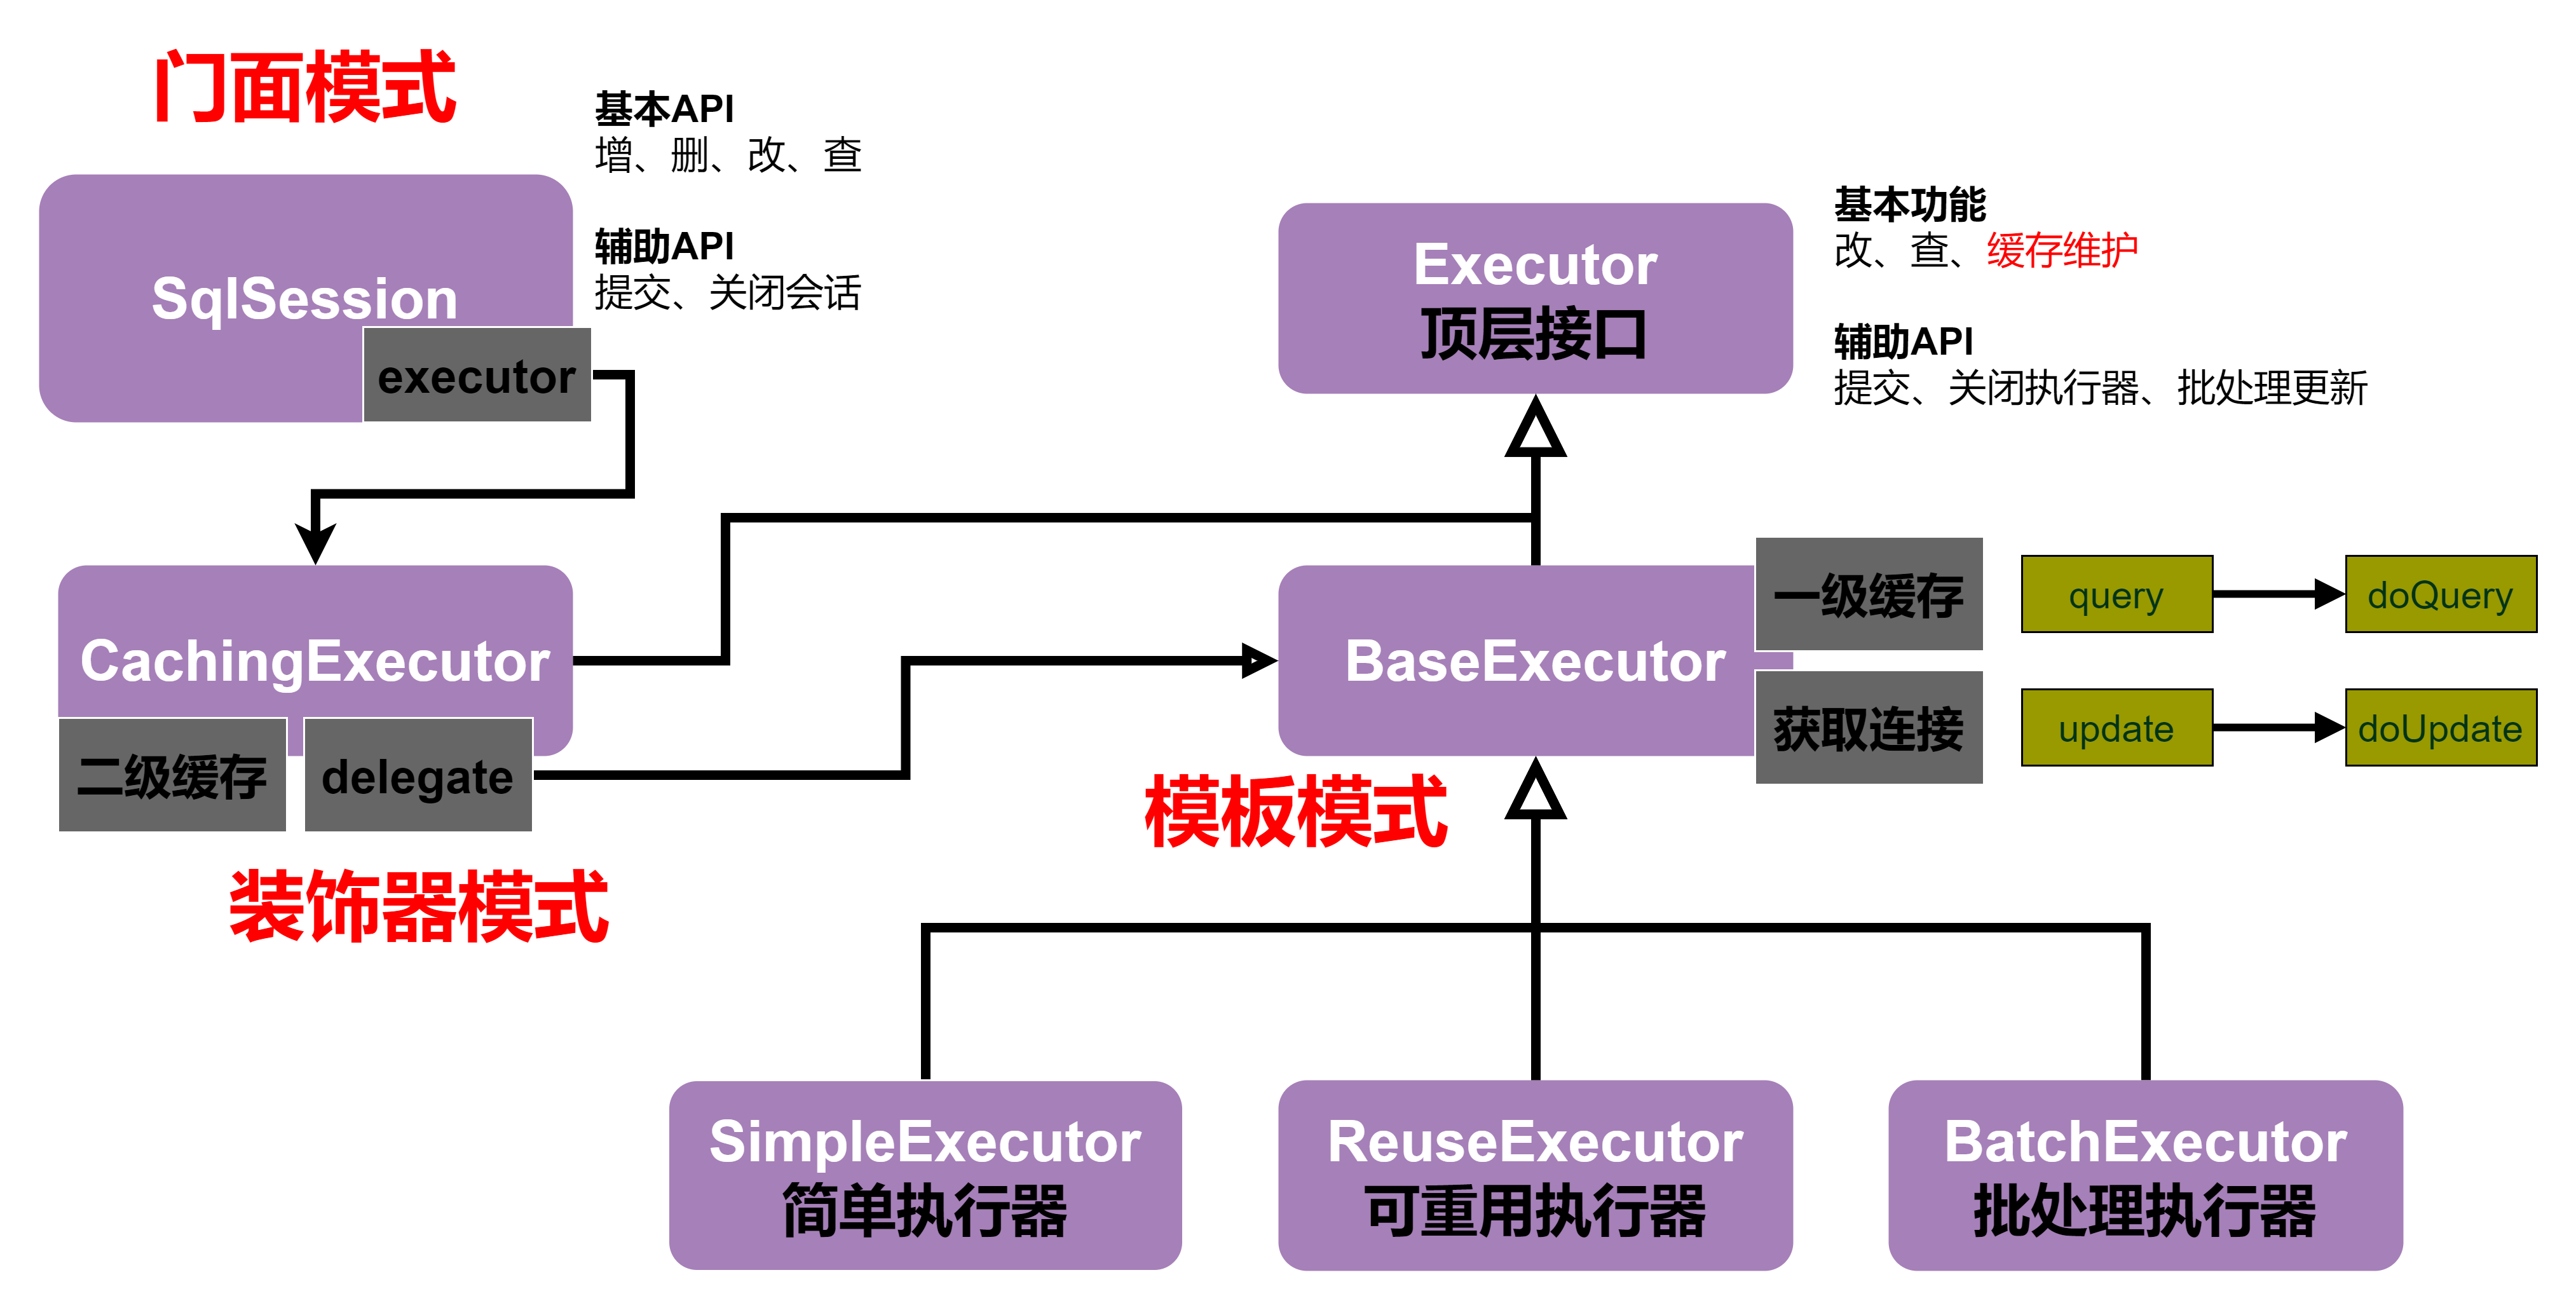 门面模式
基本API
增、删、改、查
辅助API
提交、关闭会话
SqlSession
executor
Executor
顶层接口
基本功能
改、查、缓存维护
辅助API
提交、关闭执行器、批处理更新
CachingExecutor
二级缓存
delegate
装饰器模式
BaseExecutor
一级缓存
获取连接
query
doQuery
update
doUpdate
模板模式
SimpleExecutor
简单执行器
ReuseExecutor
可重用执行器
BatchExecutor
批处理执行器